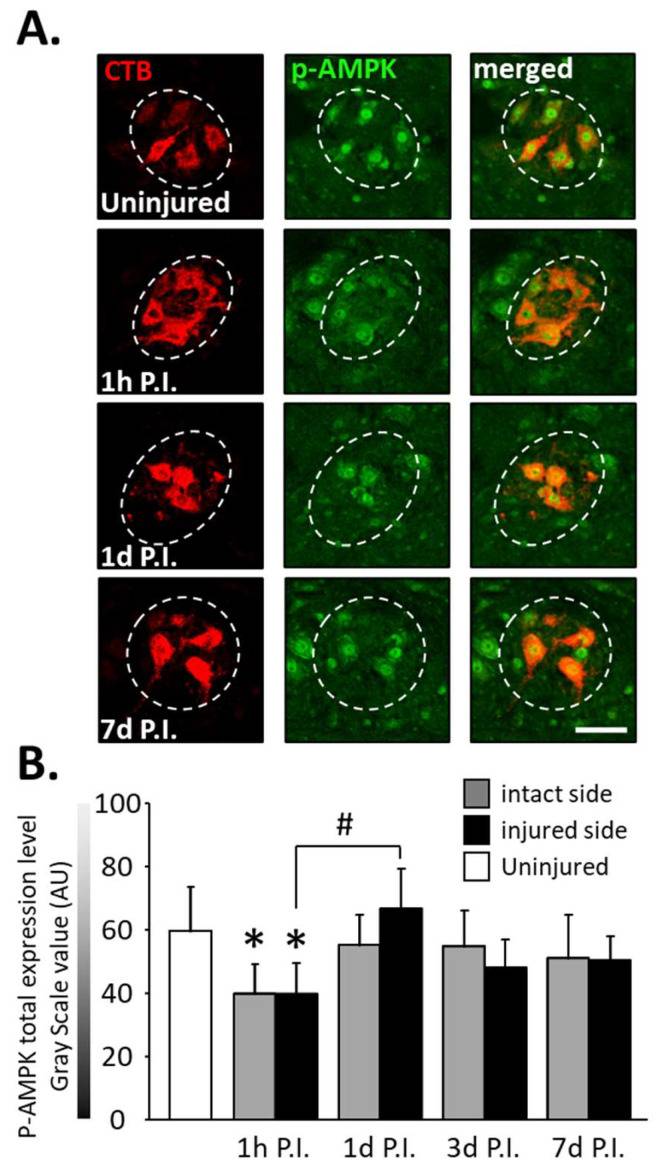 A.
CTB p-AMPK merged
Uninjured
1h P.I.
1d P.I.
7d P.I.
B.
P-AMPK total expression level
Gray Scale value (AU)
100
80
60
40
20
0
intact side
injured side
Uninjured
#
* *
1h P.I. 1d P.I. 3d P.I. 7d P.I.